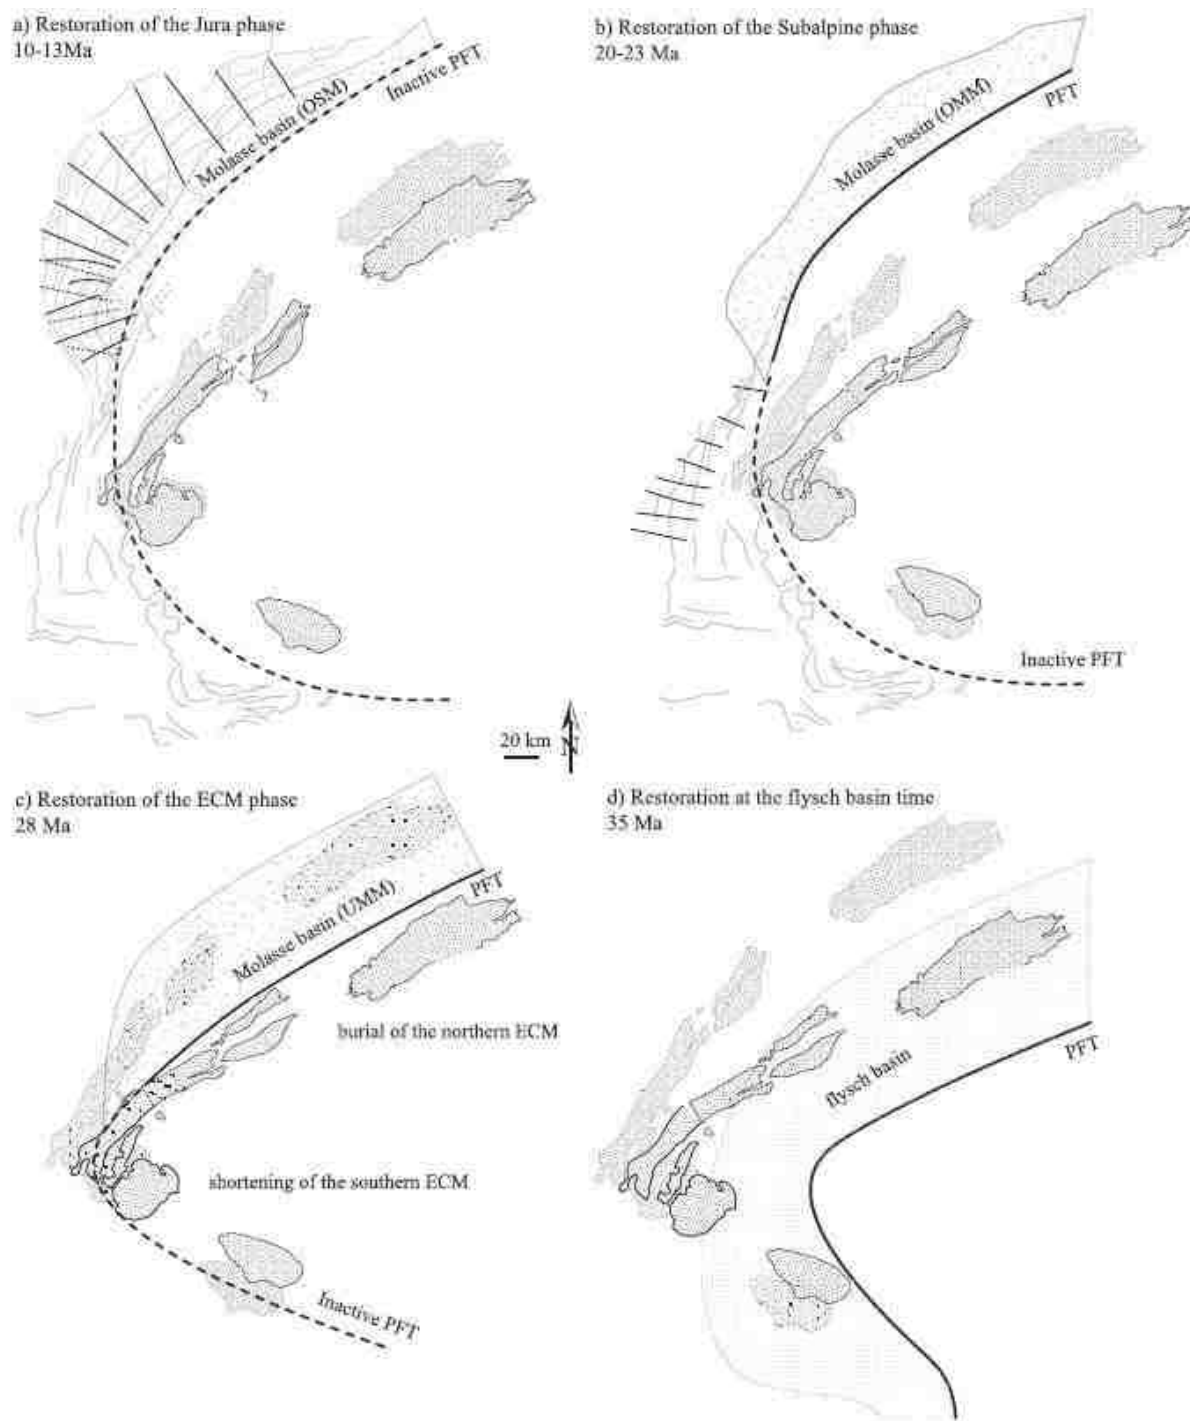 a) Restoration of the Jura phase
10-13Ma
Molasse basin (OSM)
Inactive PFT
?
b) Restoration of the Subalpine phase
20-23 Ma
Molasse basin (OMM)
PFT
Inactive PFT
20 km
N
c) Restoration of the ECM phase
28 Ma
Molasse basin (UMM)
PFT
burial of the northern ECM
shortening of the southern ECM
Inactive PFT
d) Restoration at the flysch basin time
35 Ma
flysch basin
PFT